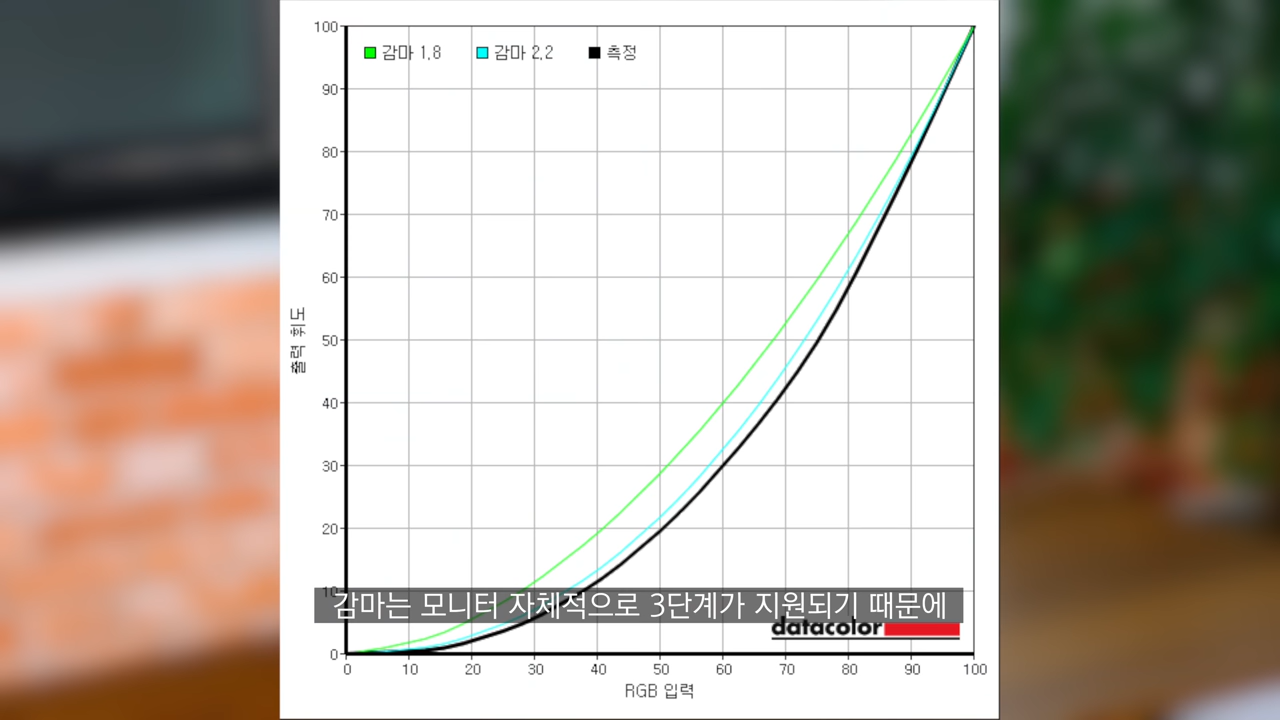 100
감마 1.8 감마 2.2 측정
90
80
70
60
50
출력 휘도
40
30
20
10
감마는 모니터 자체적으로 3단계가 지원되기 때문에
datacolor
0
0 10 20 30 40 50 60 70 80 90 100
RGB 입력